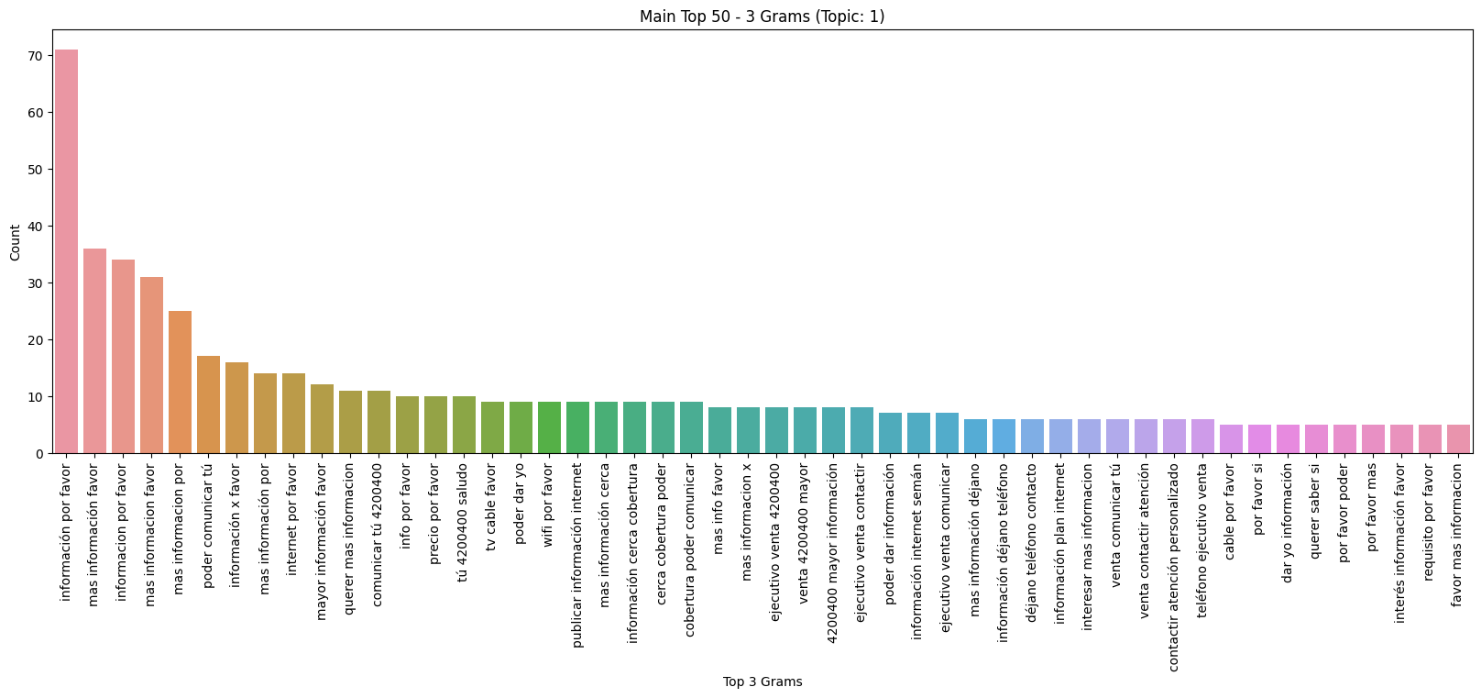 Main Top 50 - 3 Grams (Topic: 1)
Count
70
60
50
40
30
20
10
0
información por favor
mas información favor
informacion por favor
mas informacion favor
mas informacion por
poder comunicar tú
información x favor
mas información por
internet por favor
mayor información favor
querer mas informacion
comunicar tú 4200400
info por favor
precio por favor
tú 4200400 saludo
tv cable favor
poder dar yo
wifi por favor
publicar información internet
mas información cerca
información cerca cobertura
cerca cobertura poder
cobertura poder comunicar
mas info favor
mas informacion x
ejecutivo venta 4200400
venta 4200400 mayor
4200400 mayor información
ejecutivo venta contactir
poder dar información
información internet semán
ejecutivo venta comunicar
mas información déjano
información déjano teléfono
déjano teléfono contacto
información plan internet
interesar mas informacion
venta comunicar tú
venta contactir atención
contactir atención personalizado
teléfono ejecutivo venta
cable por favor
por favor si
dar yo información
querer saber si
por favor poder
por favor mas
interés información favor
requisito por favor
favor mas informacion
Top 3 Grams